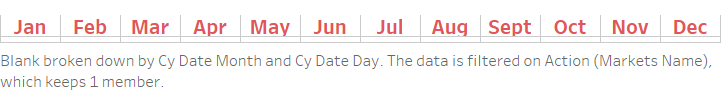 Jan Feb Mar Apr May Jun Jul Aug Sept Oct Nov Dec
Blank broken down by Cy Date Month and Cy Date Day. The data is filtered on Action (Markets Name),
which keeps 1 member.